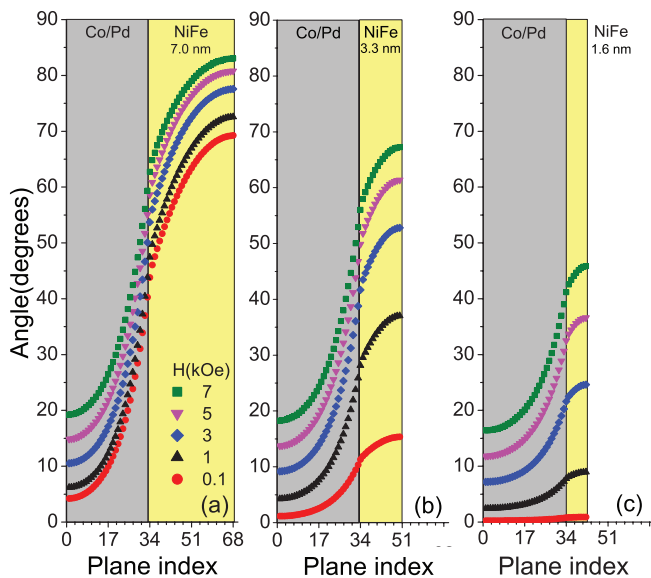 Co/Pd NiFe
7.0 nm
Co/Pd NiFe
3.3 nm
Co/Pd NiFe
1.6 nm
90
80
70
60
50
40
30
20
10
0
Angle(degrees)
H(kOe)
7
5
3
1
0.1
(a)
0 17 34 51 68
Plane index
90
80
70
60
50
40
30
20
10
0
(b)
0 17 34 51
Plane index
90
80
70
60
50
40
30
20
10
0
(c)
0 17 34 51
Plane index